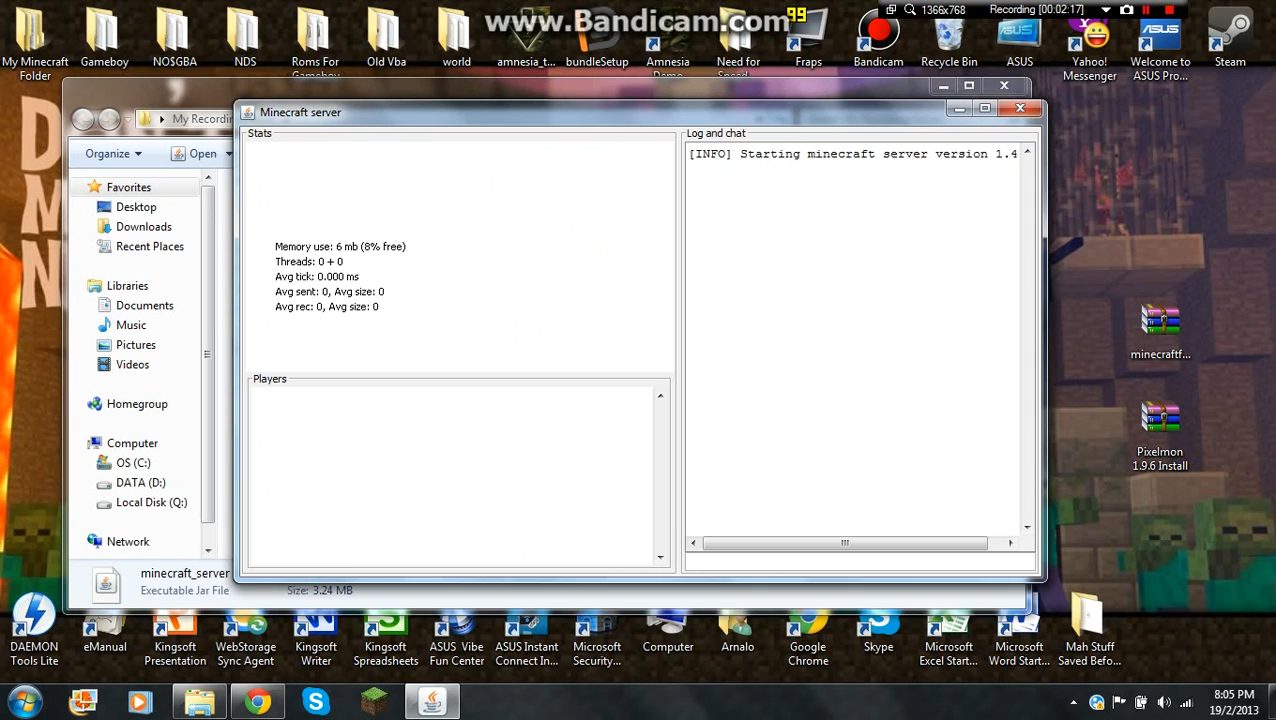 www.Bandicam.com
99
1366x768
Recording [00:02:17]
My Minecraft Folder
Gameboy
NO$GBA
NDS
Roms For
Old Vba
world
amnesia_t...
bundleSetup
Amnesia
Need for
Fraps
Bandicam
Recycle Bin
ASUS
Yahoo! Messenger
Welcome to ASUS Pro...
Steam
My Recordin
Organize
Open
Favorites
Desktop
Downloads
Recent Places
Libraries
Documents
Music
Pictures
Videos
Homegroup
Computer
OS (C:)
DATA (D:)
Local Disk (Q:)
Network
minecraft_server
Executable Jar File
Size: 3.24 MB
Minecraft server
Stats
Memory use: 6 mb (8% free)
Threads: 0 + 0
Avg tick: 0.000 ms
Avg sent: 0, Avg size: 0
Avg rec: 0, Avg size: 0
Players
Log and chat
[INFO] Starting minecraft server version 1.4
minecraftf...
Pixelmon
1.9.6 Install
DAEMON Tools Lite
eManual
Kingsoft Presentation
WebStorage Sync Agent
Kingsoft Writer
Kingsoft Spreadsheets
ASUS Vibe Fun Center
ASUS Instant Connect In...
Microsoft Security...
Computer
Arnalo
Google Chrome
Skype
Microsoft Excel Start...
Microsoft Word Start...
Mah Stuff Saved Befo...
8:05 PM
19/2/2013